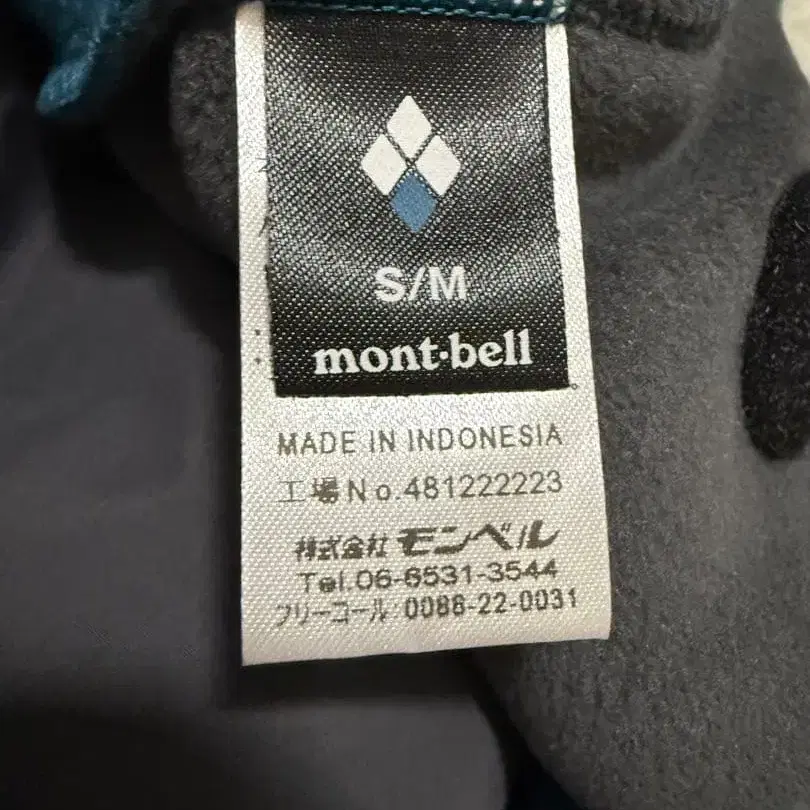 S/M
mont·bell
MADE IN INDONESIA
工場No.481222223
株式会社 モンベル
Tel.06-6531-3544
フリーコール:0088-22-0031